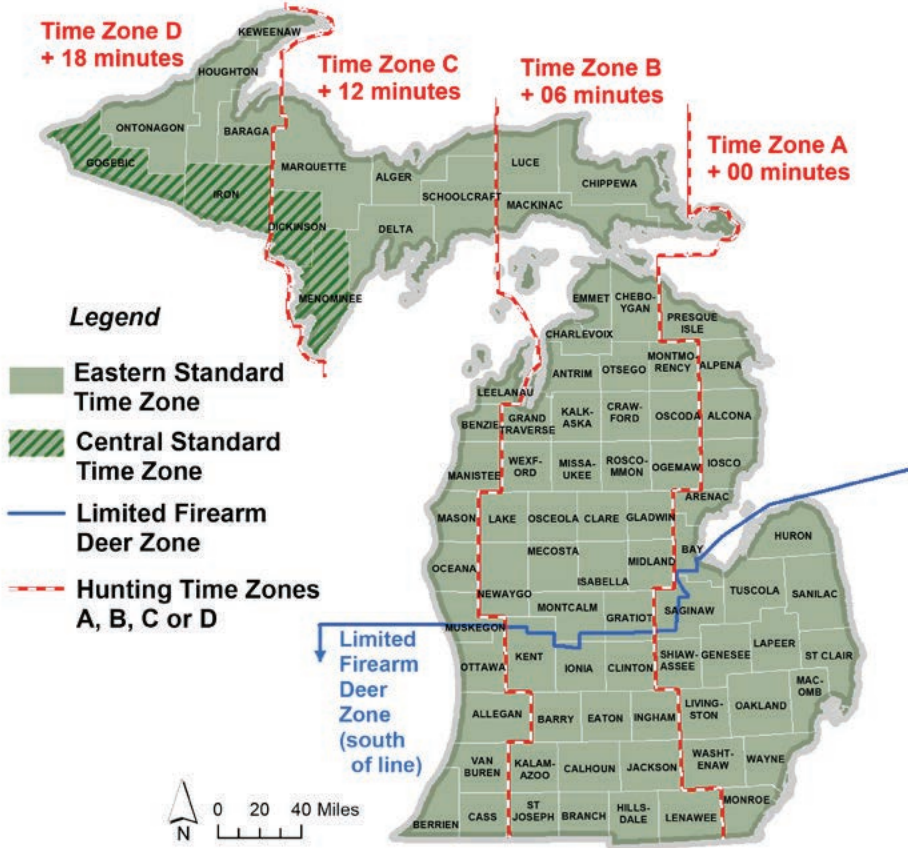 Time Zone D
+ 18 minutes
Time Zone C
+ 12 minutes
Time Zone B
+ 06 minutes
Time Zone A
+ 00 minutes
KEWEENAW
HOUGHTON
ONTONAGON
BARAGA
GOGEBIC
IRON
MARQUETTE
DICKINSON
MENOMINEE
ALGER
DELTA
SCHOOLCRAFT
LUCE
CHIPPEWA
MACKINAC
Legend
Eastern Standard
Time Zone
Central Standard
Time Zone
Limited Firearm
Deer Zone
Hunting Time Zones
A, B, C or D
EMMET
CHEBO-
YGAN
PRESQUE
ISLE
CHARLEVOIX
ANTRIM
OTSEGO
MONTMO-
RENCY
ALPENA
LEELANAU
BENZIE
GRAND
TRAVERSE
KALK-
ASKA
CRAW-
FORD
OSCODA
ALCONA
MANISTEE
WEXF-
ORD
MISSA-
UKEE
ROSCO-
MMON
OGEMAW
IOSCO
ARENAC
MASON
LAKE
OSCEOLA
CLARE
GLADWIN
BAY
HURON
OCEANA
NEWAYGO
MECOSTA
ISABELLA
MIDLAND
TUSCOLA
SANILAC
MONTCALM
GRATIOT
SAGINAW
MUSKEGON
Limited
Firearm
Deer
Zone
(south
of line)
OTTAWA
KENT
IONIA
CLINTON
SHIAW-
ASSEE
GENESEE
LAPEER
ST CLAIR
ALLEGAN
BARRY
EATON
INGHAM
LIVING-
STON
OAKLAND
MAC-
OMB
VAN
BUREN
KALAM-
AZOO
CALHOUN
JACKSON
WASHT-
ENAW
WAYNE
BERRIEN
CASS
ST
JOSEPH
BRANCH
HILLS-
DALE
LENAWEE
MONROE
N
0 20 40 Miles